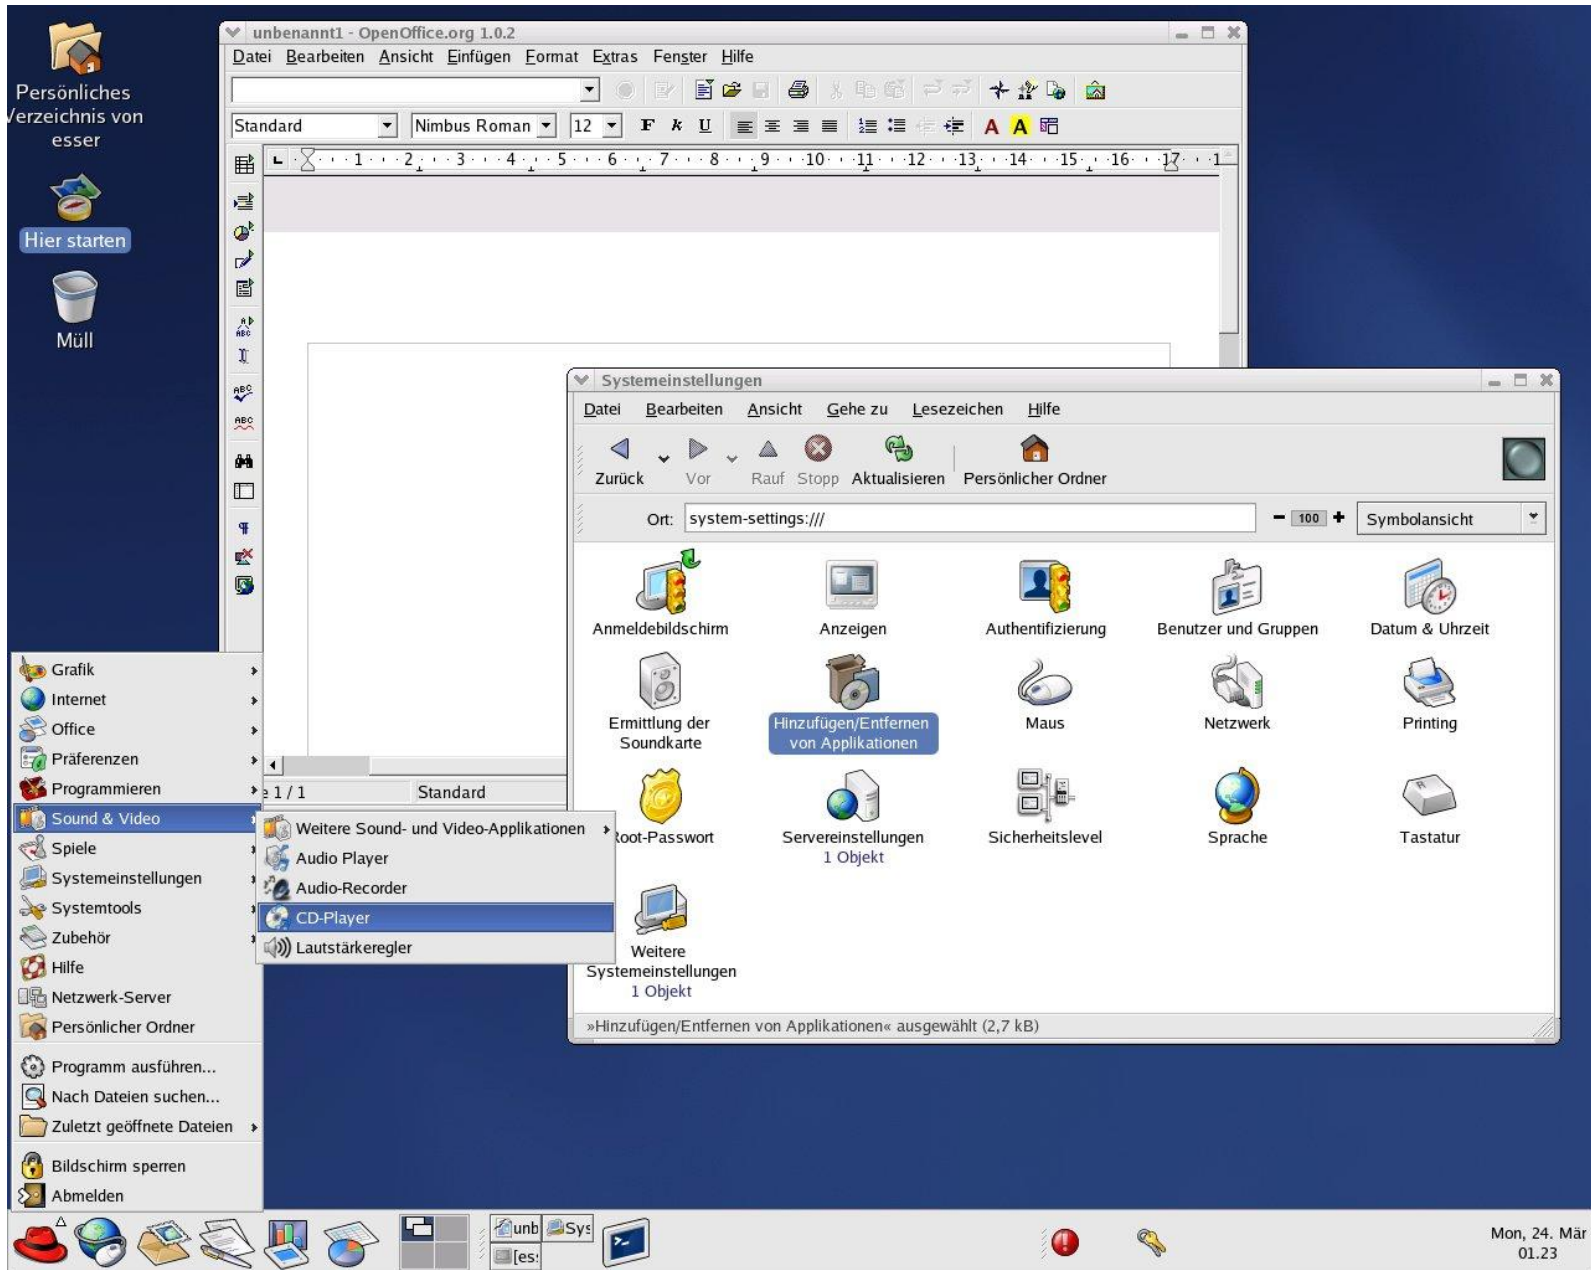 Persönliches
Verzeichnis von
esser
Hier starten
Müll
unbenannt1 - OpenOffice.org 1.0.2
Datei Bearbeiten Ansicht Einfügen Format Extras Fenster Hilfe
Standard Nimbus Roman 12 F k U A A
1 2 3 4 5 6 7 8 9 10 11 12 13 14 15 16 17 1
ABC
ABC
ABC
e 1 / 1 Standard
Systemeinstellungen
Datei Bearbeiten Ansicht Gehe zu Lesezeichen Hilfe
Zurück Vor Rauf Stopp Aktualisieren Persönlicher Ordner
Ort: system-settings:/// 100 Symbolansicht
Anmeldebildschirm Anzeigen Authentifizierung Benutzer und Gruppen Datum & Uhrzeit
Ermittlung der Hinzufügen/Entfernen Maus Netzwerk Printing
Soundkarte von Applikationen
Root-Passwort Servereinstellungen Sicherheitslevel Sprache Tastatur
1 Objekt
Weitere
Systemeinstellungen
1 Objekt
»Hinzufügen/Entfernen von Applikationen« ausgewählt (2,7 kB)
Grafik
Internet
Office
Präferenzen
Programmieren
Sound & Video
Spiele
Systemeinstellungen
Systemtools
Zubehör
Hilfe
Netzwerk-Server
Persönlicher Ordner
Programm ausführen...
Nach Dateien suchen...
Zuletzt geöffnete Dateien
Bildschirm sperren
Abmelden
Weitere Sound- und Video-Applikationen
Audio Player
Audio-Recorder
CD-Player
Lautstärkeregler
unb Sys
[es:
Mon, 24. Mär
01.23